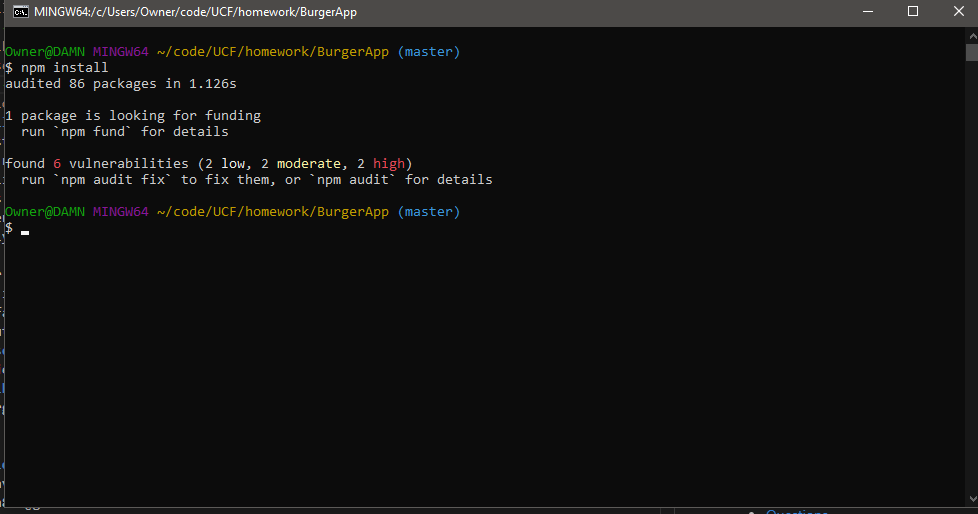 MINGW64:/c/Users/Owner/code/UCF/homework/BurgerApp
Owner@DAMN MINGW64 ~/code/UCF/homework/BurgerApp (master)
$ npm install
audited 86 packages in 1.126s
1 package is looking for funding
  run `npm fund` for details
found 6 vulnerabilities (2 low, 2 moderate, 2 high)
  run `npm audit fix` to fix them, or `npm audit` for details
Owner@DAMN MINGW64 ~/code/UCF/homework/BurgerApp (master)
$